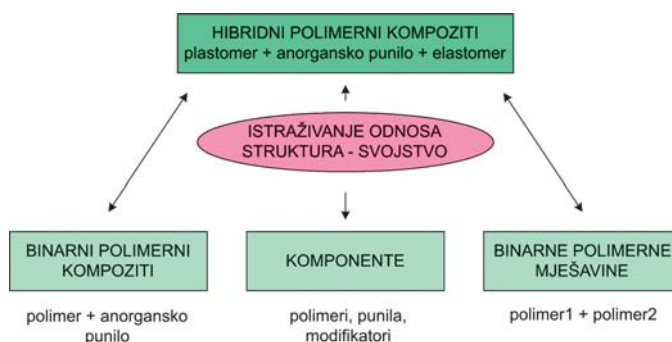 HIBRIDNI POLIMERNI KOMPOZITI
plastomer + anorgansko punilo + elastomer
ISTRAŽIVANJE ODNOSA
STRUKTURA - SVOJSTVO
BINARNI POLIMERNI
KOMPOZITI
polimer + anorgansko
punilo
KOMPONENTE
polimeri, punila,
modifikatori
BINARNE POLIMERNE
MJEŠAVINE
polimer1 + polimer2